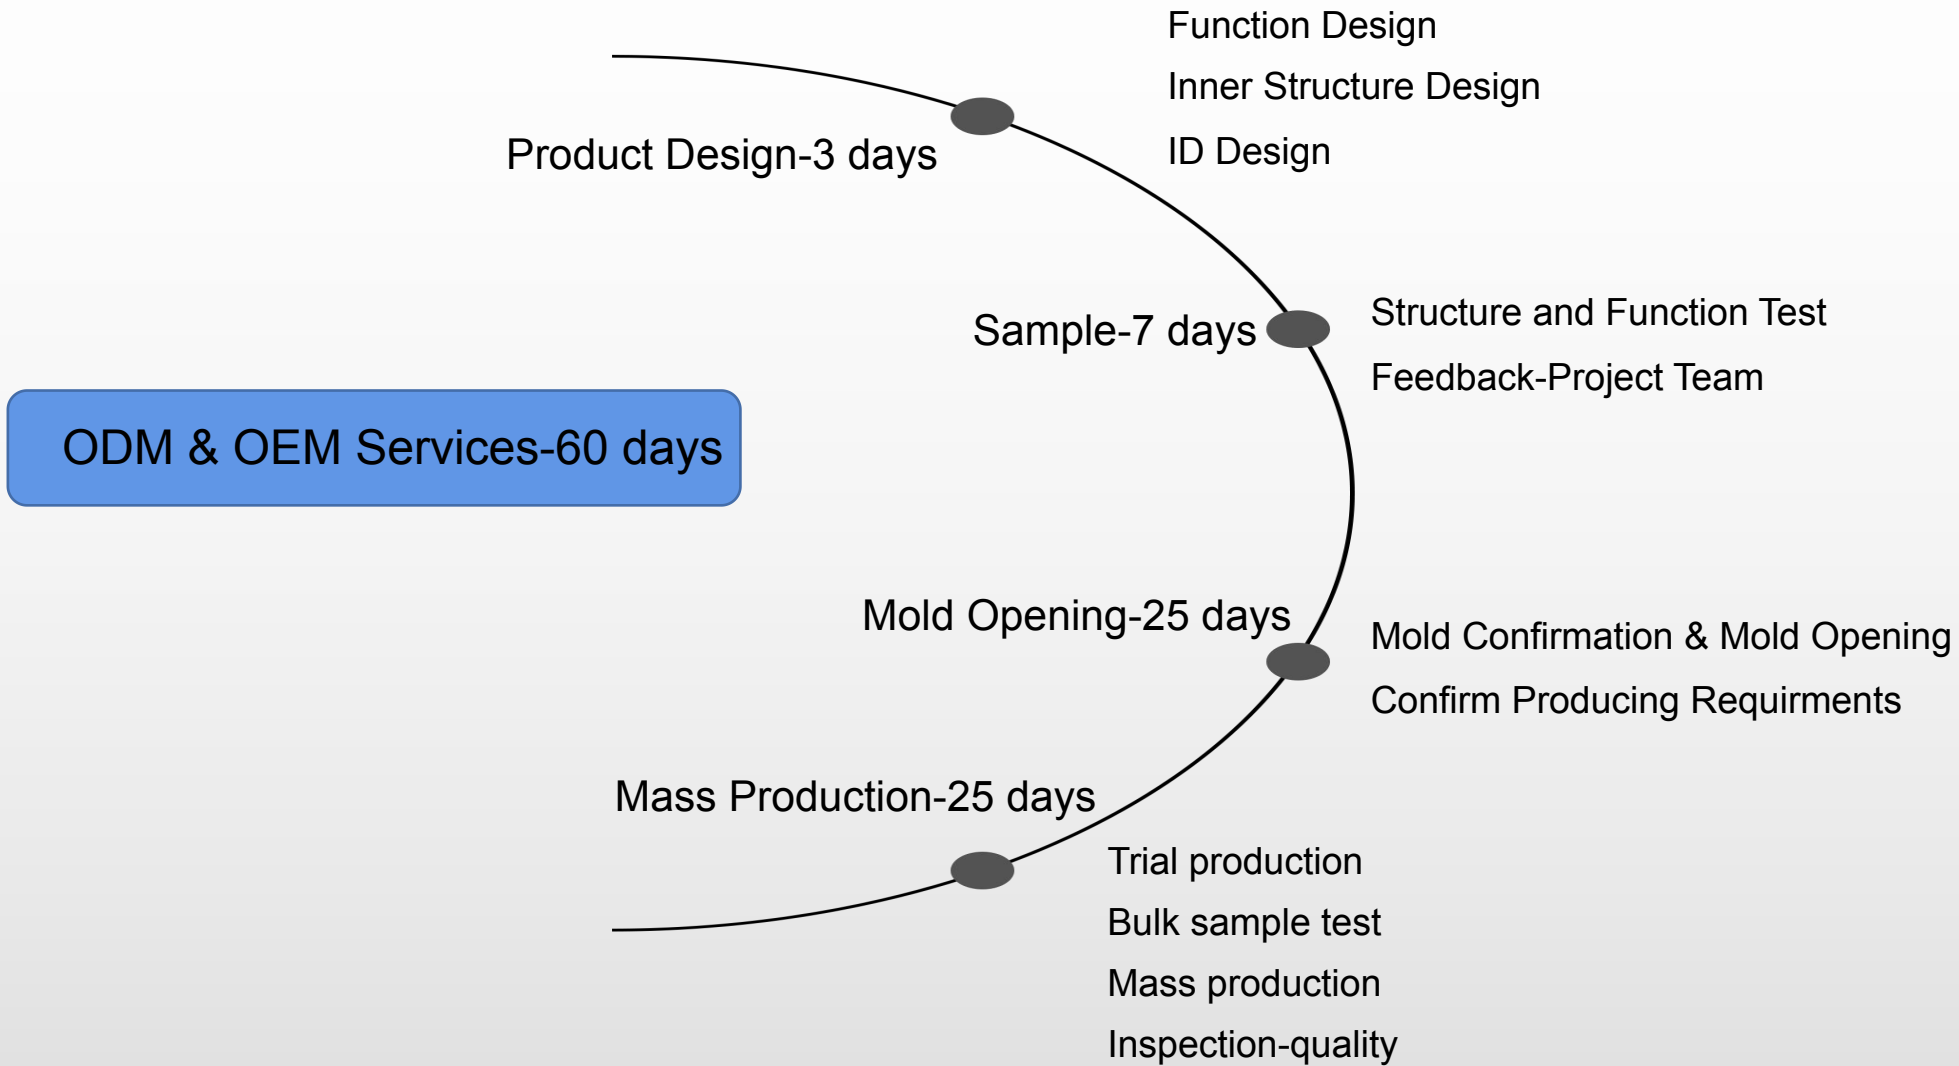 Function Design
Inner Structure Design
ID Design
Product Design-3 days
Sample-7 days
Structure and Function Test
Feedback-Project Team
ODM & OEM Services-60 days
Mold Opening-25 days
Mold Confirmation & Mold Opening
Confirm Producing Requirments
Mass Production-25 days
Trial production
Bulk sample test
Mass production
Inspection-quality